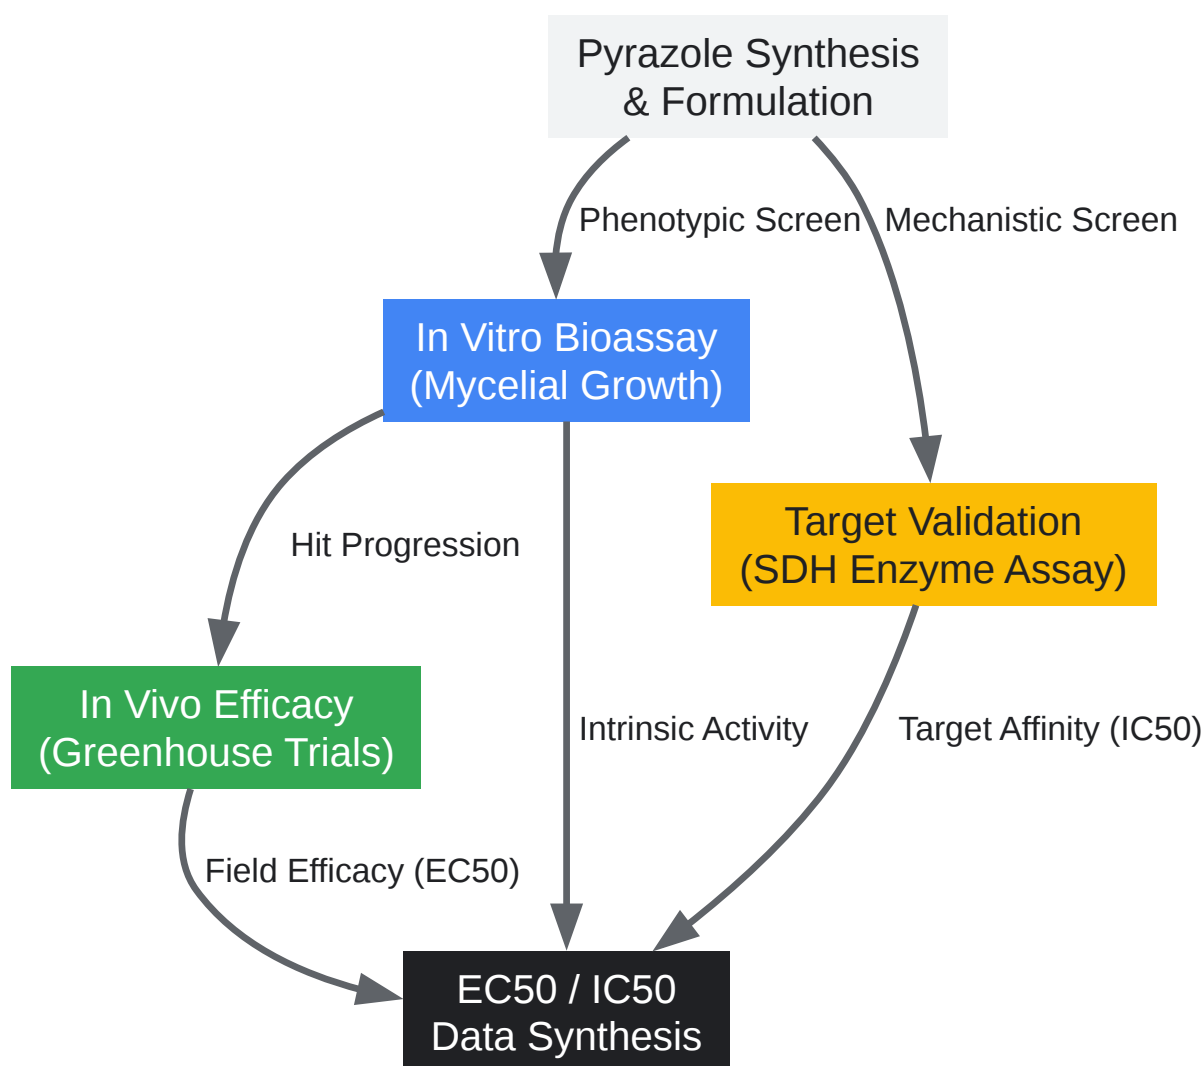 Pyrazole Synthesis
& Formulation
Phenotypic Screen
Mechanistic Screen
In Vitro Bioassay
(Mycelial Growth)
Target Validation
(SDH Enzyme Assay)
Hit Progression
In Vivo Efficacy
(Greenhouse Trials)
Intrinsic Activity
Target Affinity (IC50)
Field Efficacy (EC50)
EC50 / IC50
Data Synthesis